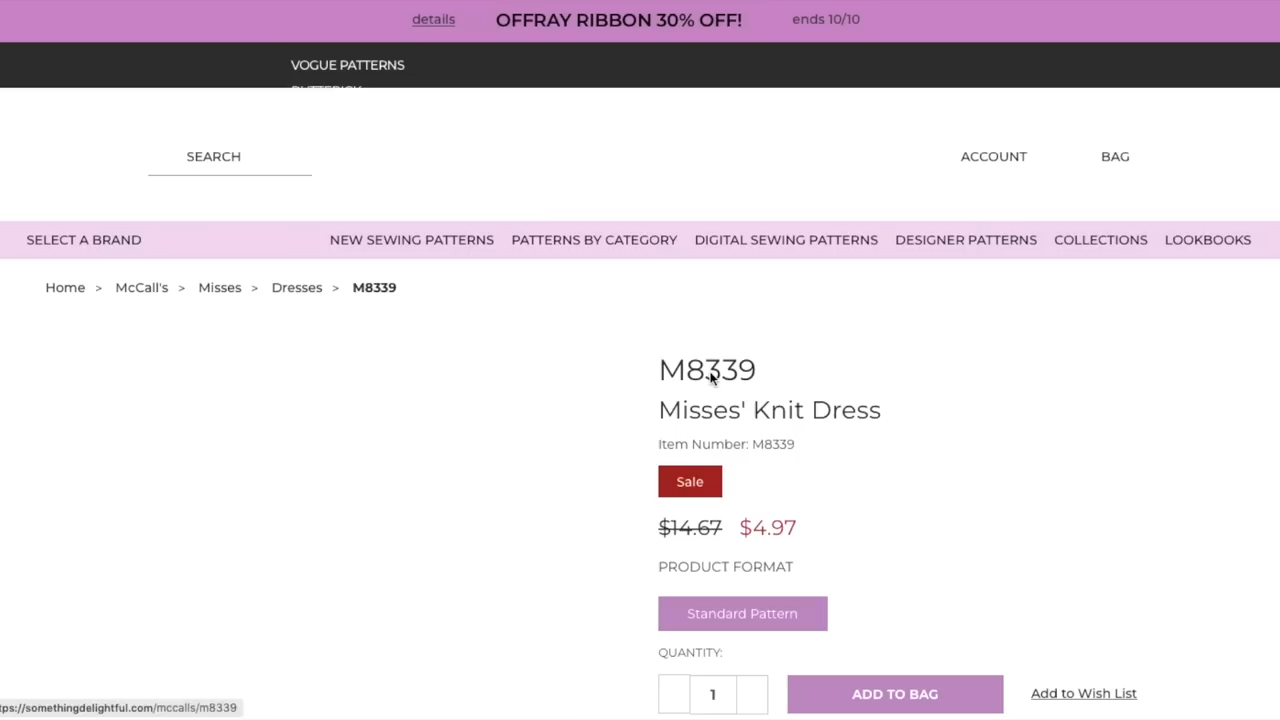 details OFFRAY RIBBON 30% OFF! ends 10/10
VOGUE PATTERNS
SEARCH ACCOUNT BAG
SELECT A BRAND NEW SEWING PATTERNS PATTERNS BY CATEGORY DIGITAL SEWING PATTERNS DESIGNER PATTERNS COLLECTIONS LOOKBOOKS
Home > McCall's > Misses > Dresses > M8339
M8339
Misses' Knit Dress
Item Number: M8339
Sale
$14.67 $4.97
PRODUCT FORMAT
Standard Pattern
QUANTITY:
1 ADD TO BAG Add to Wish List
tps://somethingdelightful.com/mccalls/m8339